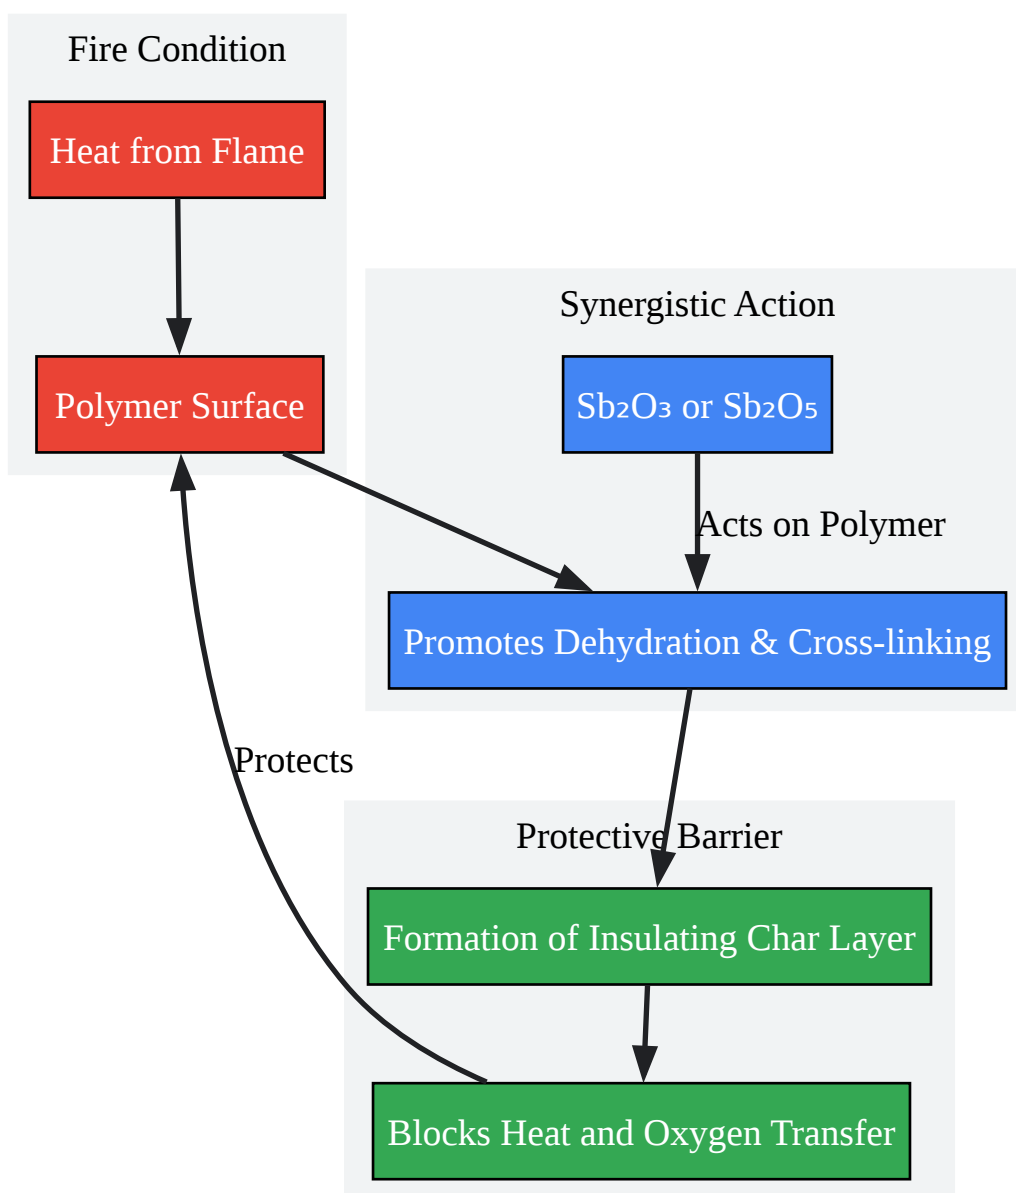 Fire Condition
Heat from Flame
Synergistic Action
Polymer Surface
Sb₂O₃ or Sb₂O₅
Acts on Polymer
Promotes Dehydration & Cross-linking
Protects
Protective Barrier
Formation of Insulating Char Layer
Blocks Heat and Oxygen Transfer